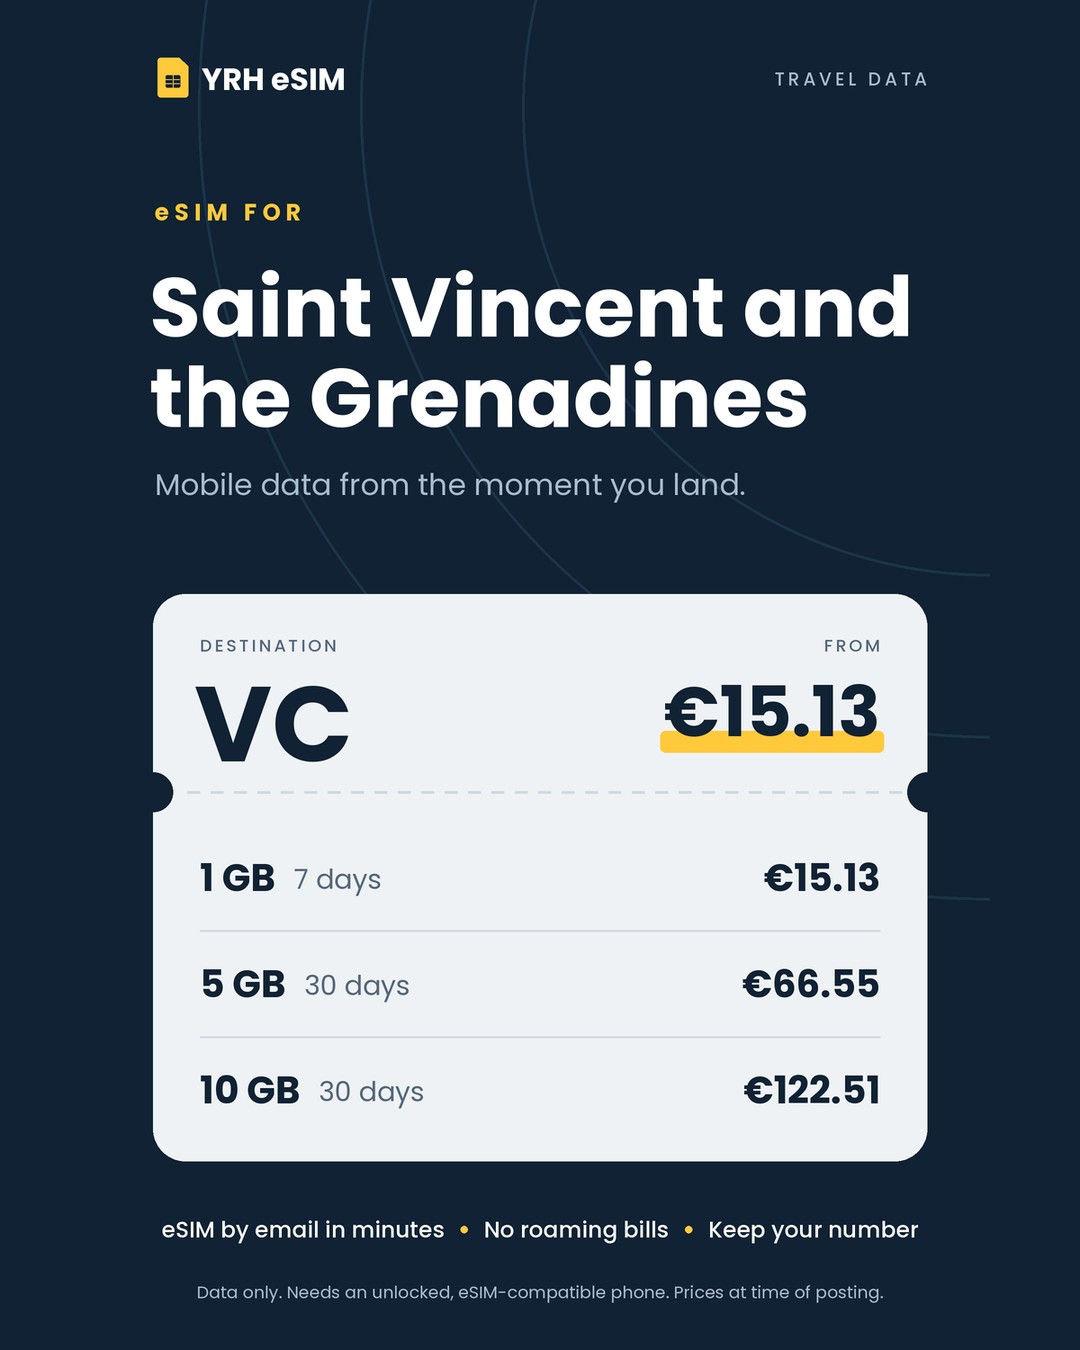 YRH eSIM
TRAVEL DATA
eSIM FOR
Saint Vincent and
the Grenadines
Mobile data from the moment you land.
DESTINATION
FROM
VC
€15.13
1 GB 7 days €15.13
5 GB 30 days €66.55
10 GB 30 days €122.51
eSIM by email in minutes • No roaming bills • Keep your number
Data only. Needs an unlocked, eSIM-compatible phone. Prices at time of posting.